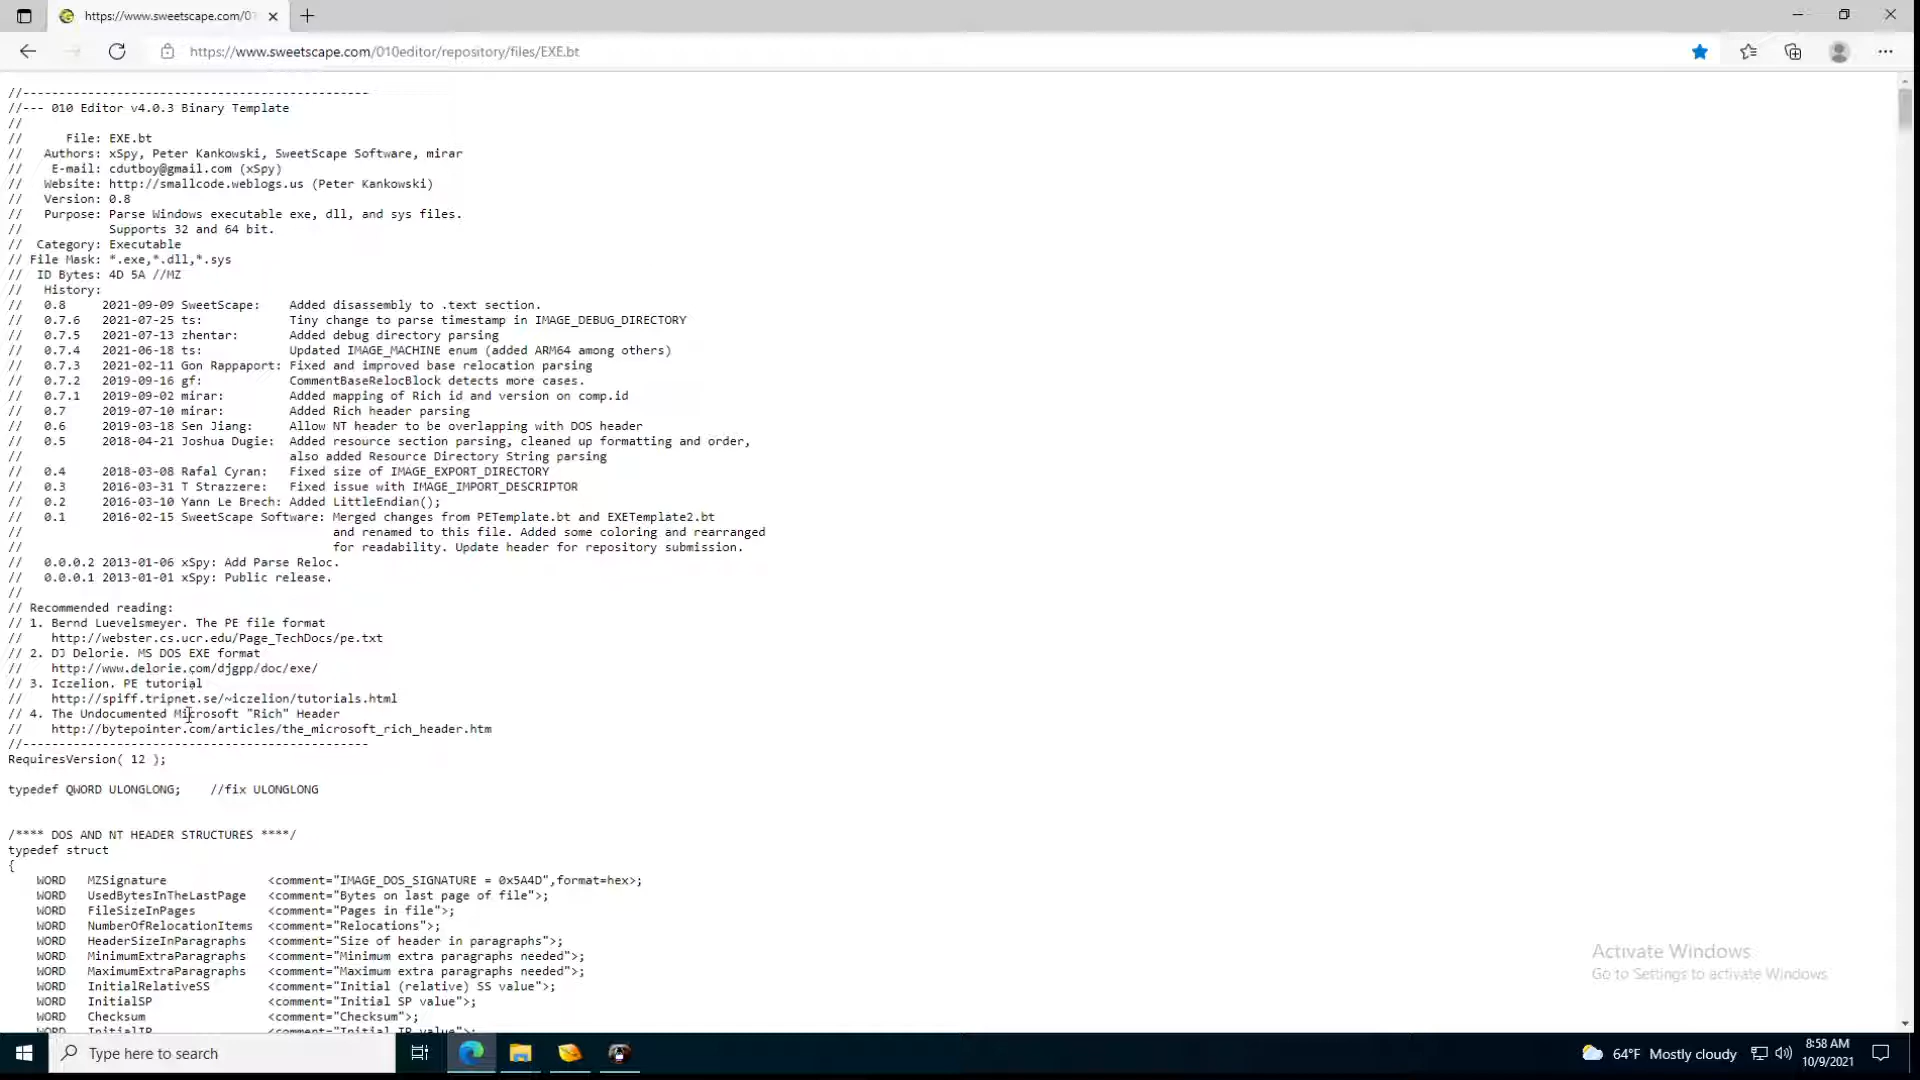 https://www.sweetscape.com/01
https://www.sweetscape.com/010editor/repository/files/EXE.bt
//------------------------------------------------
//--- 010 Editor v4.0.3 Binary Template
//
//      File: EXE.bt
//   Authors: xSpy, Peter Kankowski, SweetScape Software, mirar
//    E-mail: cdutboy@gmail.com (xSpy)
//   Website: http://smallcode.weblogs.us (Peter Kankowski)
//   Version: 0.8
//   Purpose: Parse Windows executable exe, dll, and sys files.
//            Supports 32 and 64 bit.
//  Category: Executable
// File Mask: *.exe,*.dll,*.sys
//  ID Bytes: 4D 5A //MZ
//   History:
//   0.8     2021-09-09 SweetScape:    Added disassembly to .text section.
//   0.7.6   2021-07-25 ts:            Tiny change to parse timestamp in IMAGE_DEBUG_DIRECTORY
//   0.7.5   2021-07-13 zhentar:       Added debug directory parsing
//   0.7.4   2021-06-18 ts:            Updated IMAGE_MACHINE enum (added ARM64 among others)
//   0.7.3   2021-02-11 Gon Rappaport: Fixed and improved base relocation parsing
//   0.7.2   2019-09-16 gf:            CommentBaseRelocBlock detects more cases.
//   0.7.1   2019-09-02 mirar:         Added mapping of Rich id and version on comp.id
//   0.7     2019-07-10 mirar:         Added Rich header parsing
//   0.6     2019-03-18 Sen Jiang:     Allow NT header to be overlapping with DOS header
//   0.5     2018-04-21 Joshua Dugie:  Added resource section parsing, cleaned up formatting and order,
//                                     also added Resource Directory String parsing
//   0.4     2018-03-08 Rafal Cyran:   Fixed size of IMAGE_EXPORT_DIRECTORY
//   0.3     2016-03-31 T Strazzere:   Fixed issue with IMAGE_IMPORT_DESCRIPTOR
//   0.2     2016-03-10 Yann Le Brech: Added LittleEndian();
//   0.1     2016-02-15 SweetScape Software: Merged changes from PETemplate.bt and EXETemplate2.bt
//                                           and renamed to this file. Added some coloring and rearranged
//                                           for readability. Update header for repository submission.
//   0.0.0.2 2013-01-06 xSpy: Add Parse Reloc.
//   0.0.0.1 2013-01-01 xSpy: Public release.
//
// Recommended reading:
// 1. Bernd Luevelsmeyer. The PE file format
//    http://webster.cs.ucr.edu/Page_TechDocs/pe.txt
// 2. DJ Delorie. MS DOS EXE format
//    http://www.delorie.com/djgpp/doc/exe/
// 3. Iczelion. PE tutorial
//    http://spiff.tripnet.se/~iczelion/tutorials.html
// 4. The Undocumented Microsoft "Rich" Header
//    http://bytepointer.com/articles/the_microsoft_rich_header.htm
//------------------------------------------------
RequiresVersion( 12 );
typedef QWORD ULONGLONG;    //fix ULONGLONG
/**** DOS AND NT HEADER STRUCTURES ****/
typedef struct
{
    WORD   MZSignature              <comment="IMAGE_DOS_SIGNATURE = 0x5A4D",format=hex>;
    WORD   UsedBytesInTheLastPage   <comment="Bytes on last page of file">;
    WORD   FileSizeInPages          <comment="Pages in file">;
    WORD   NumberOfRelocationItems  <comment="Relocations">;
    WORD   HeaderSizeInParagraphs   <comment="Size of header in paragraphs">;
    WORD   MinimumExtraParagraphs   <comment="Minimum extra paragraphs needed">;
    WORD   MaximumExtraParagraphs   <comment="Maximum extra paragraphs needed">;
    WORD   InitialRelativeSS        <comment="Initial (relative) SS value">;
    WORD   InitialSP                <comment="Initial SP value">;
    WORD   Checksum                 <comment="Checksum">;
    WORD   InitialIP                <comment="Initial IP value">;
Activate Windows
Go to Settings to activate Windows.
Type here to search
64°F Mostly cloudy
8:58 AM
10/9/2021